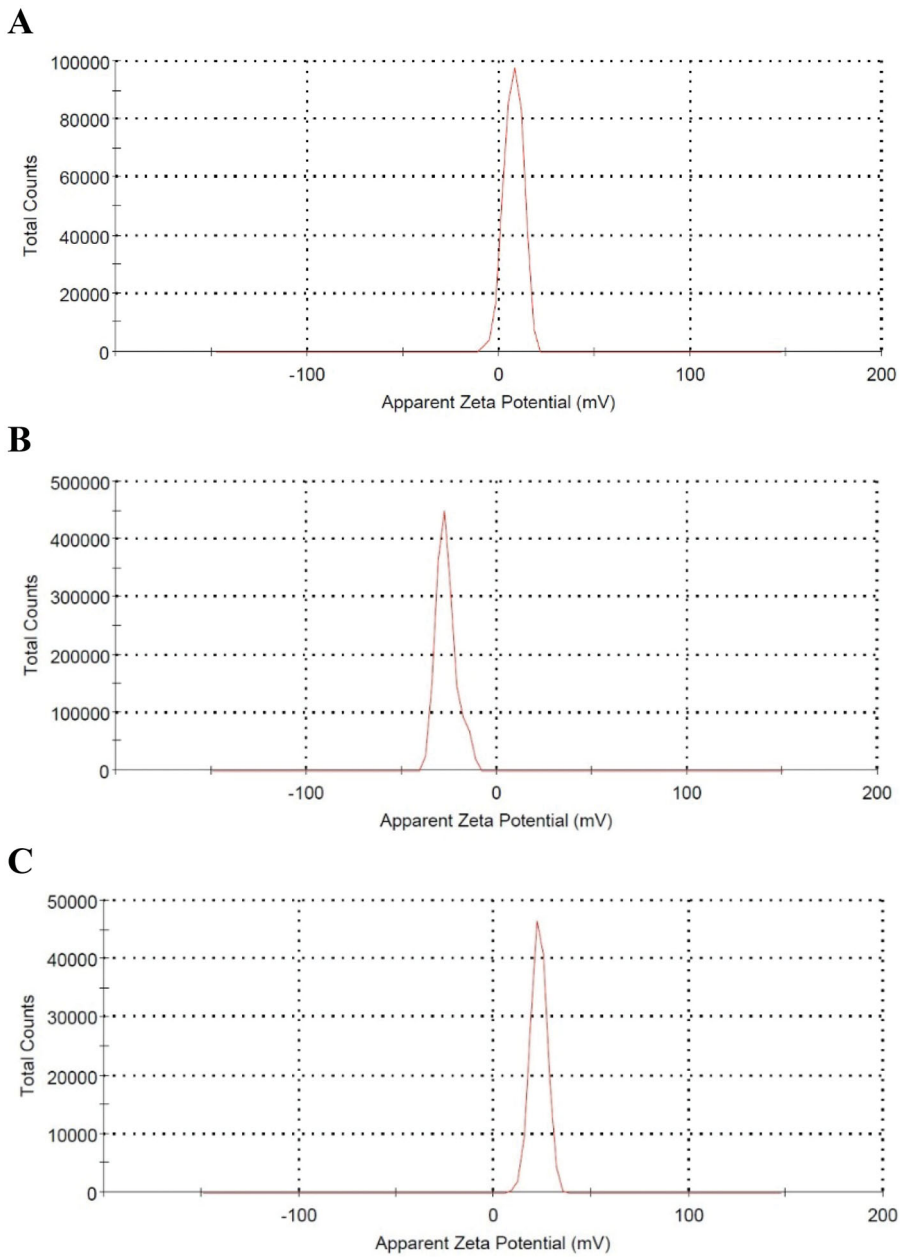 A
100000
80000
60000
40000
20000
0
Total Counts
-100 0 100 200
Apparent Zeta Potential (mV)
B
500000
400000
300000
200000
100000
0
Total Counts
-100 0 100 200
Apparent Zeta Potential (mV)
C
50000
40000
30000
20000
10000
0
Total Counts
-100 0 100 200
Apparent Zeta Potential (mV)